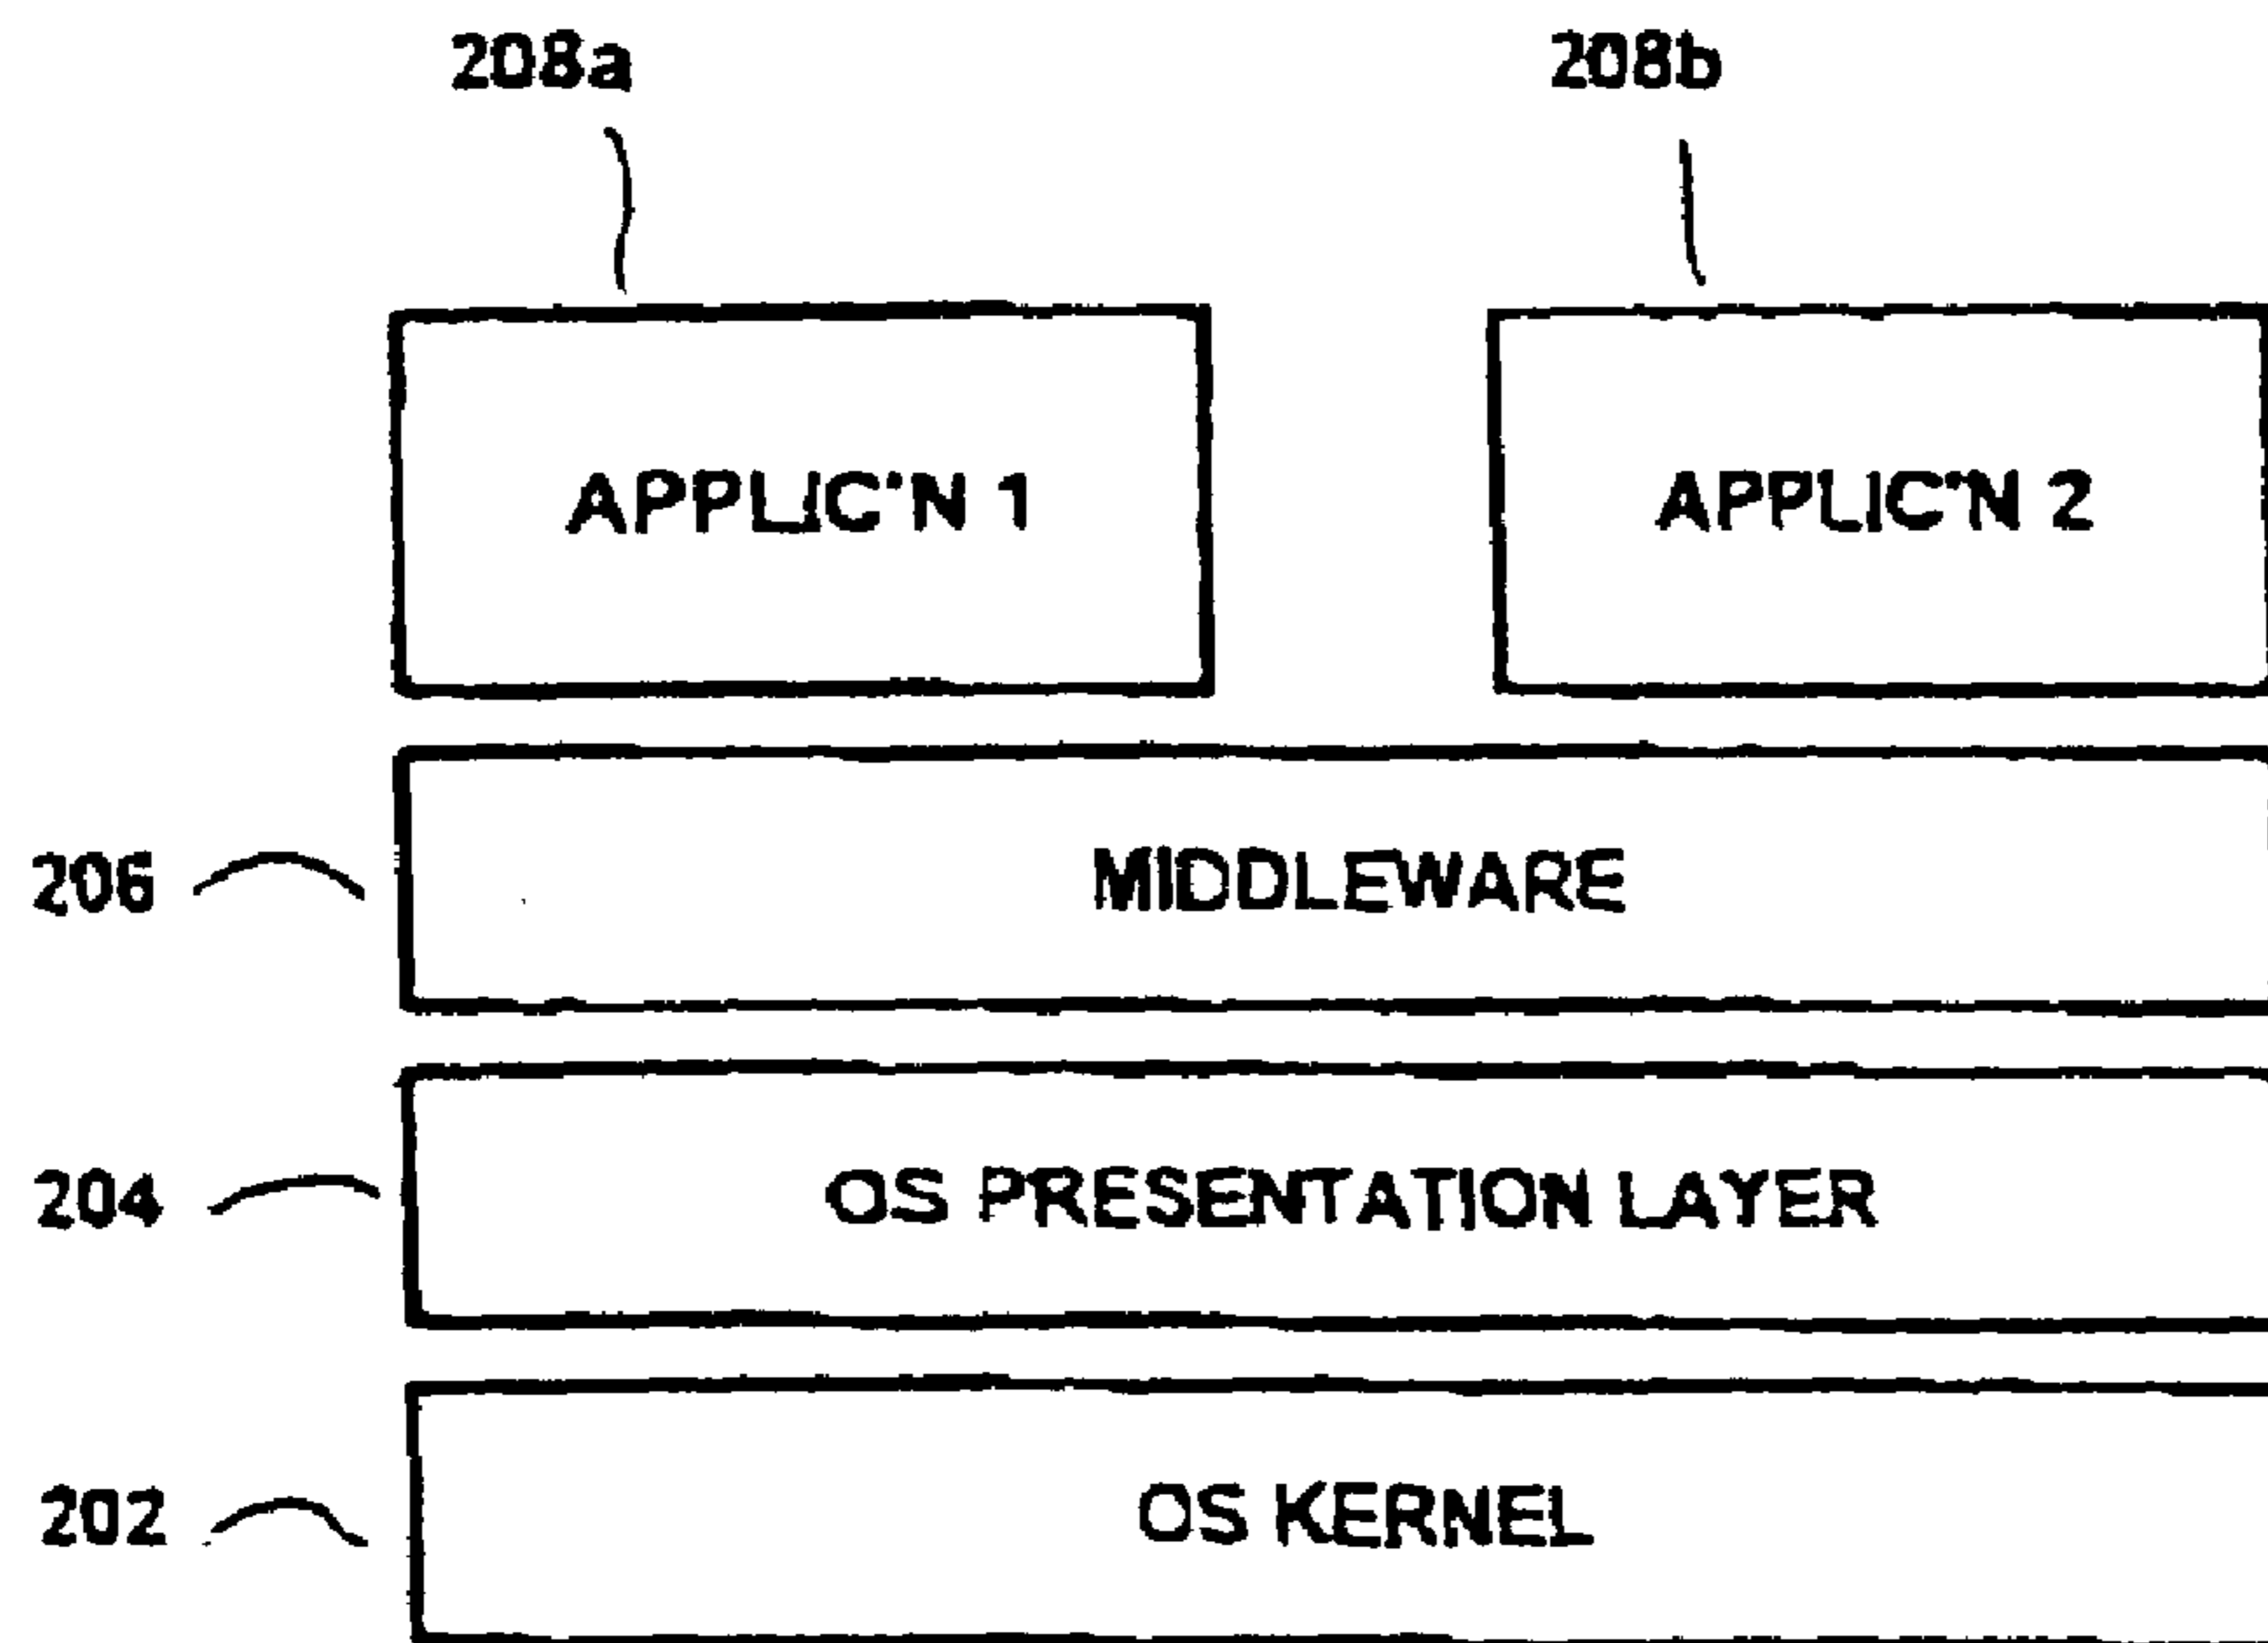 208a 208b
APPLIC'N 1 APPLIC'N 2
206 MIDDLEWARE
204 OS PRESENTATION LAYER
202 OS KERNEL